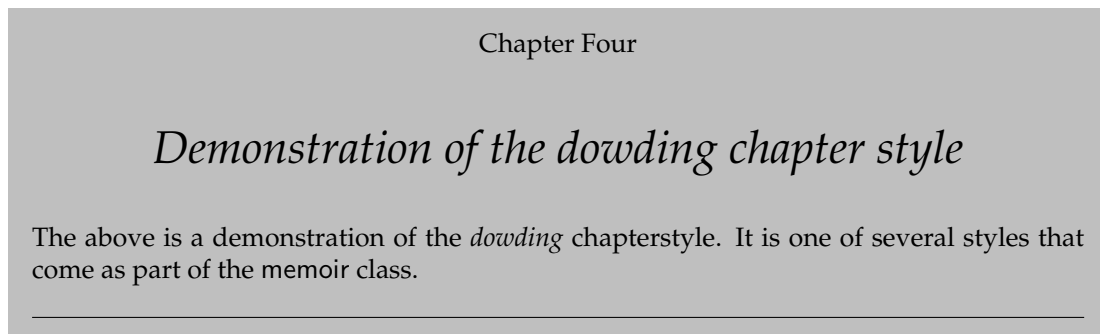 Chapter Four
Demonstration of the dowding chapter style
The above is a demonstration of the dowding chapterstyle. It is one of several styles that
come as part of the memoir class.